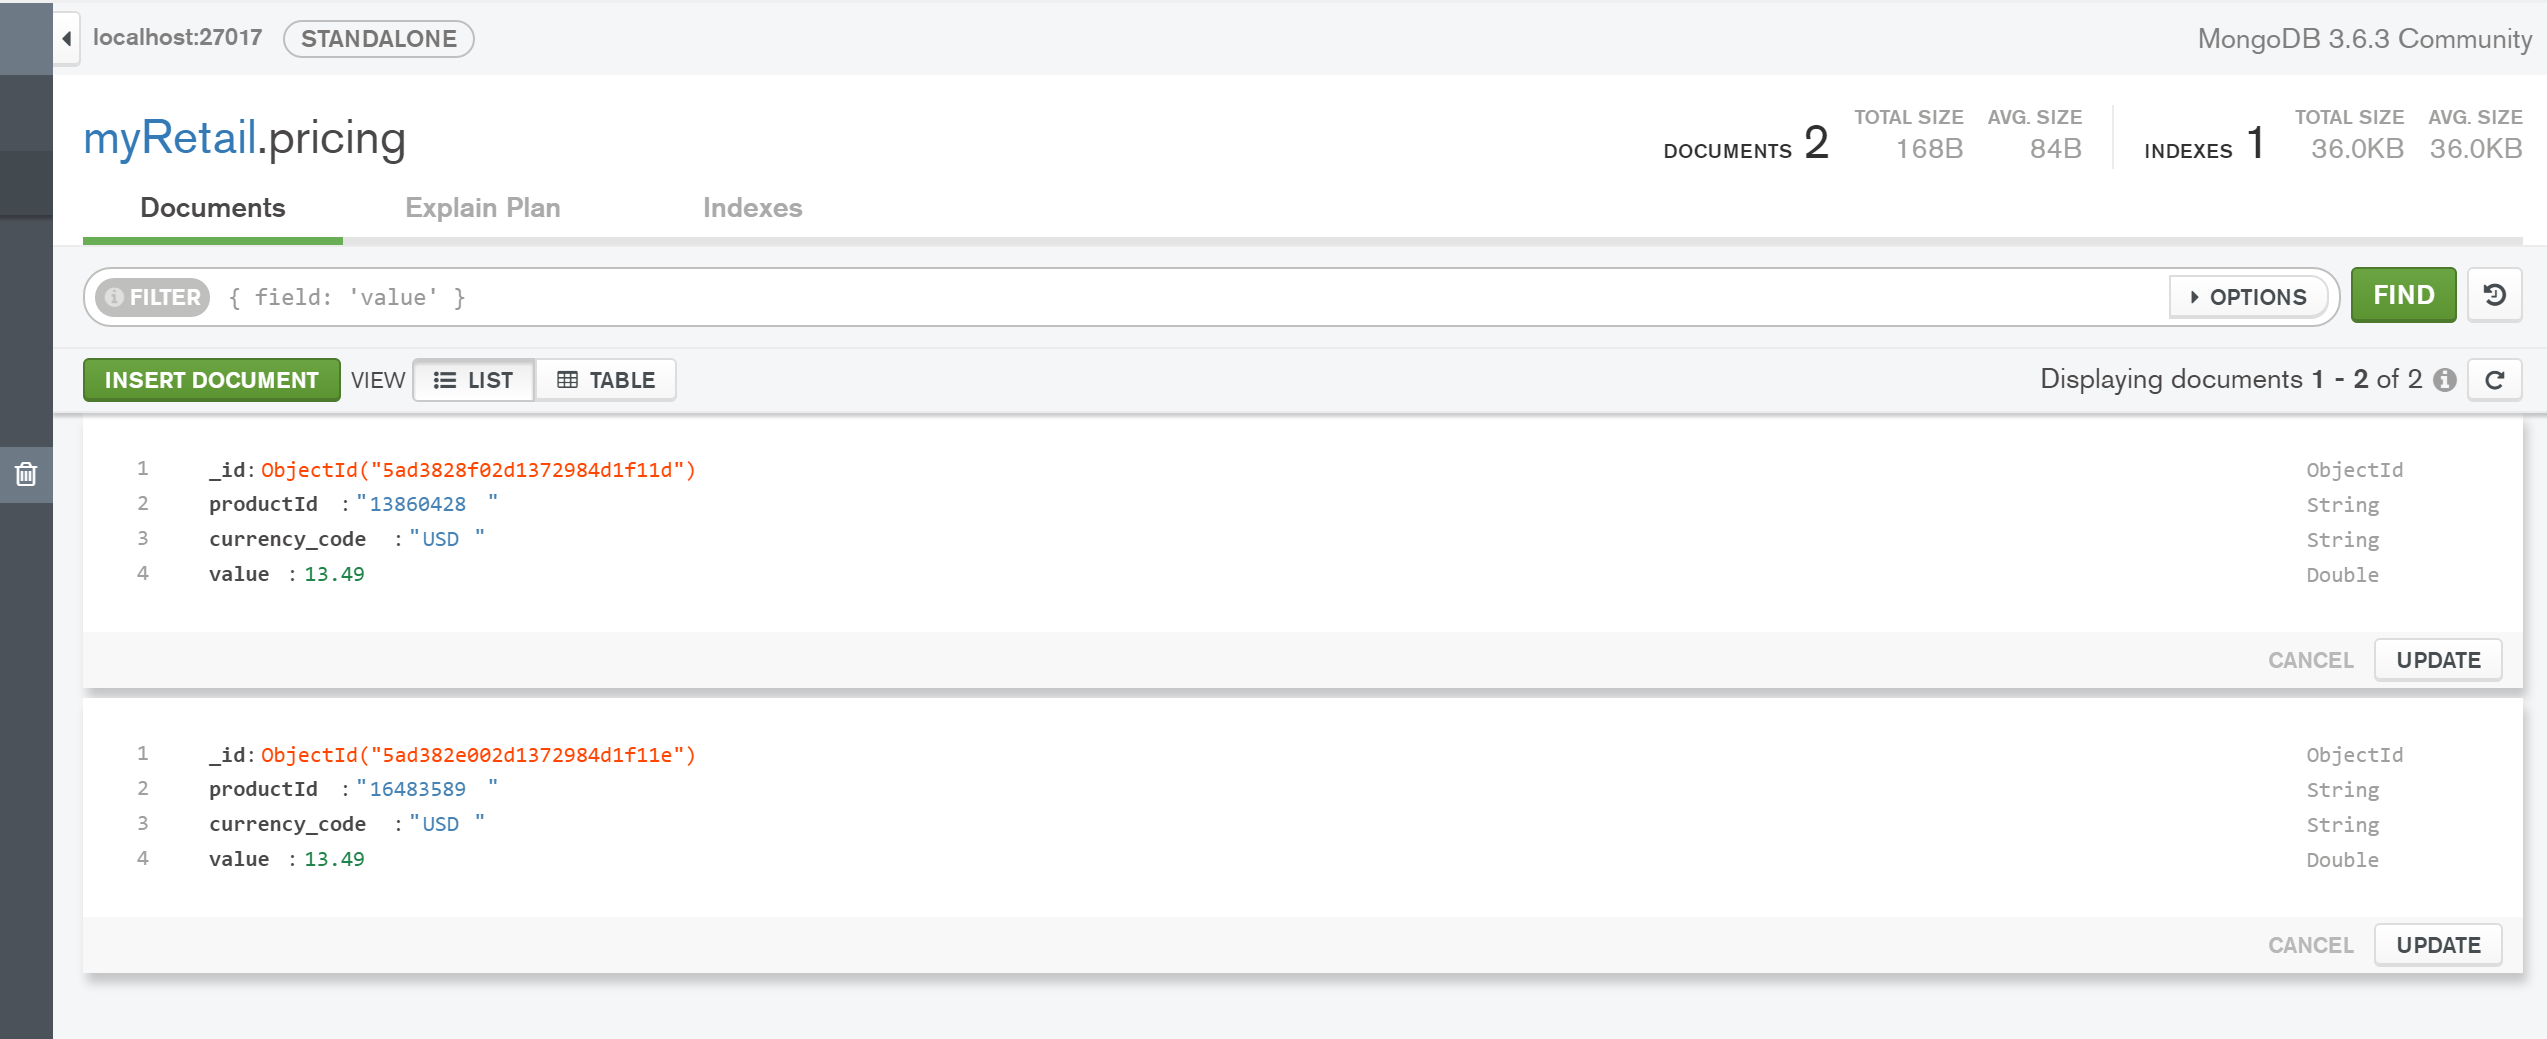 localhost:27017 STANDALONE MongoDB 3.6.3 Community
myRetail.pricing
DOCUMENTS 2 TOTAL SIZE 168B AVG. SIZE 84B INDEXES 1 TOTAL SIZE 36.0KB AVG. SIZE 36.0KB
Documents Explain Plan Indexes
FILTER { field: 'value' } OPTIONS FIND
INSERT DOCUMENT VIEW LIST TABLE Displaying documents 1 - 2 of 2
1 _id: ObjectId("5ad3828f02d1372984d1f11d") ObjectId
2 productId : "13860428 " String
3 currency_code : "USD " String
4 value : 13.49 Double
CANCEL UPDATE
1 _id: ObjectId("5ad382e002d1372984d1f11e") ObjectId
2 productId : "16483589 " String
3 currency_code : "USD " String
4 value : 13.49 Double
CANCEL UPDATE